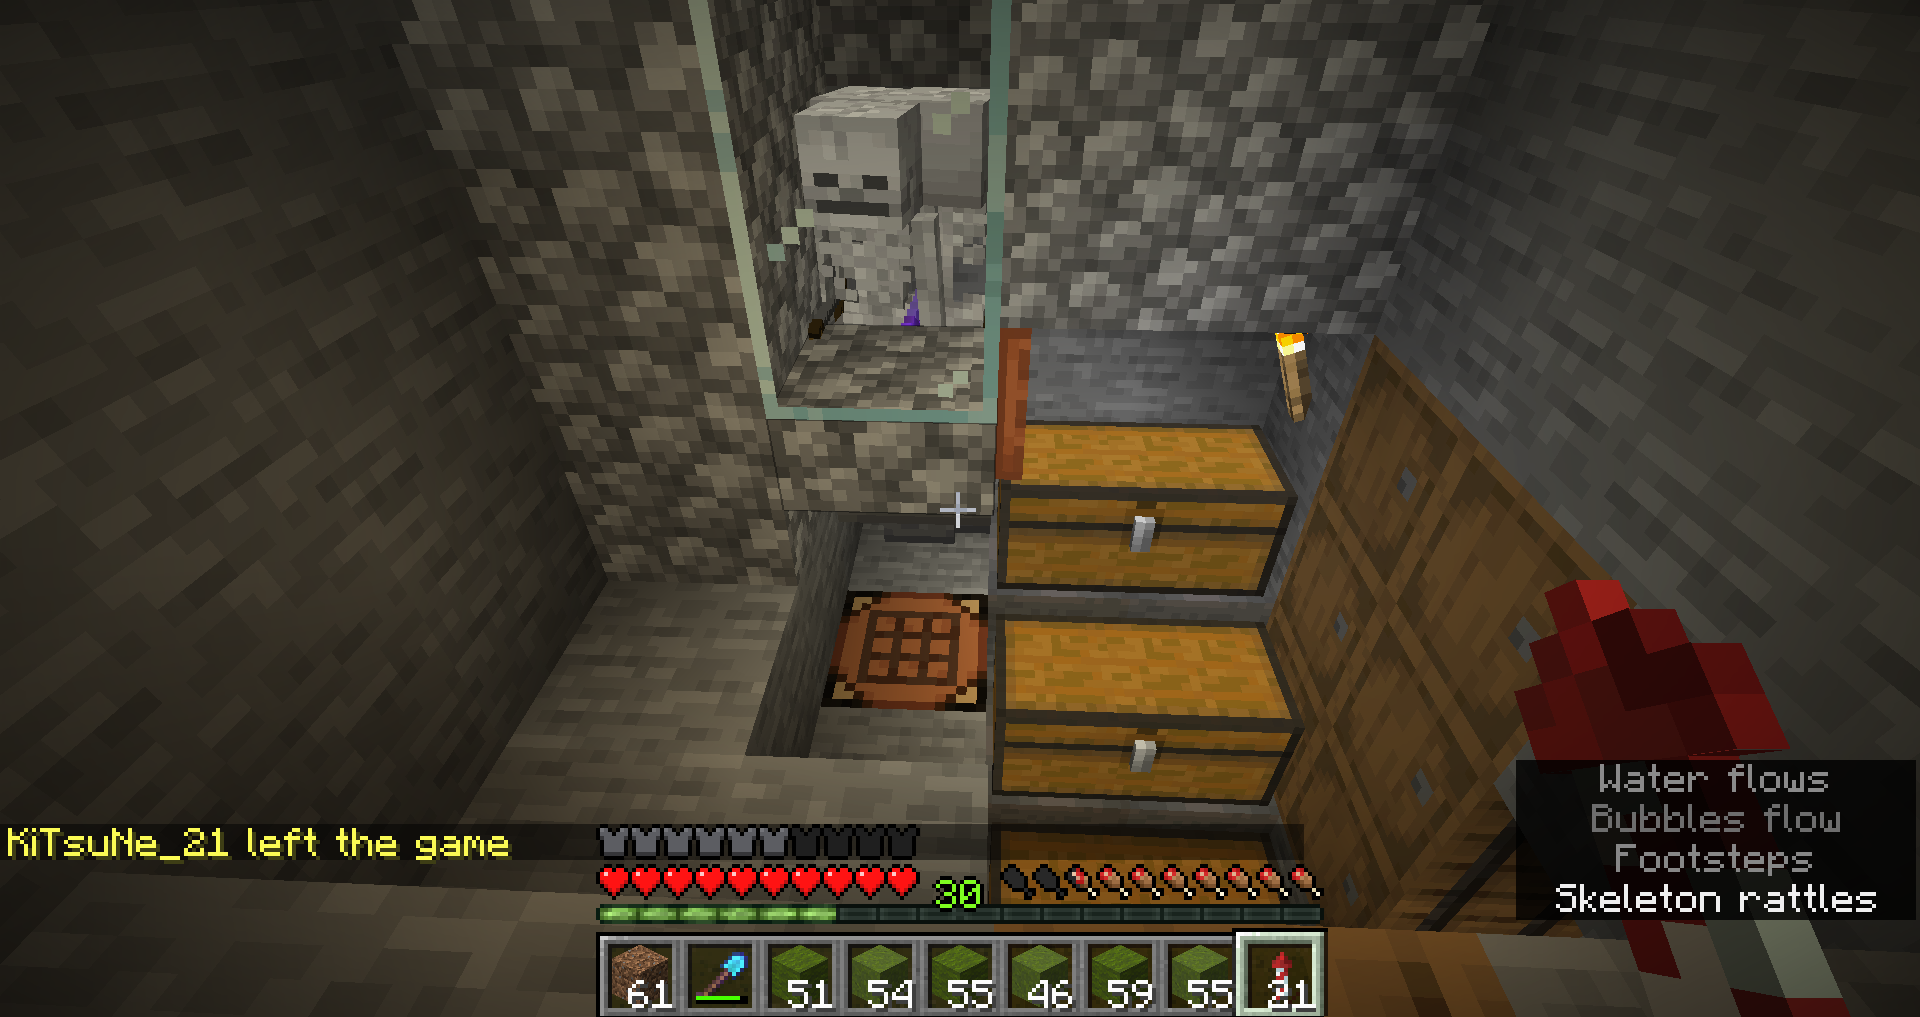 KiTsuNe_21 left the game
Water flows
Bubbles flow
Footsteps
Skeleton rattles
30
61
51
54
55
46
59
55
21